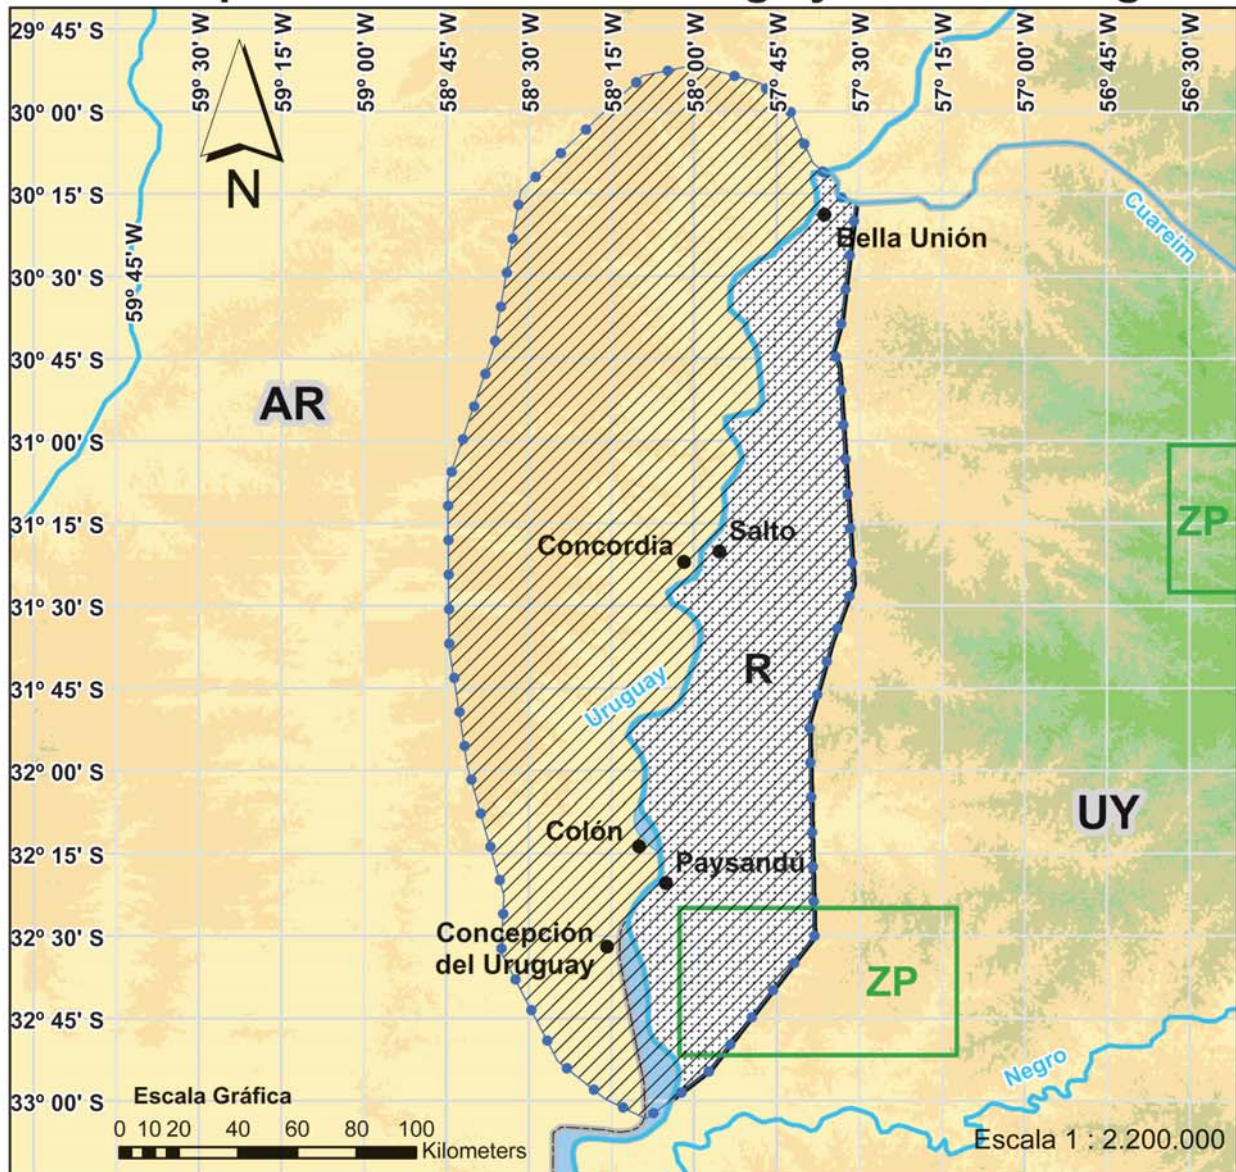 29º 45' S
59º 30' W
59º 15' W
59º 00' W
58º 45' W
58º 30' W
58º 15' W
58º 00' W
57º 45' W
57º 30' W
57º 15' W
57º 00' W
56º 45' W
56º 30' W
30º 00' S
N
30º 15' S
Cuareim
59º 45' W
Bella Unión
30º 30' S
30º 45' S
AR
31º 00' S
31º 15' S
ZP
Salto
Concordia
31º 30' S
R
31º 45' S
Uruguay
32º 00' S
UY
Colón
32º 15' S
Paysandú
32º 30' S
Concepción
del Uruguay
ZP
32º 45' S
Negro
33º 00' S
Escala Gráfica
0 10 20 40 60 80 100
Kilometers
Escala 1 : 2.200.000